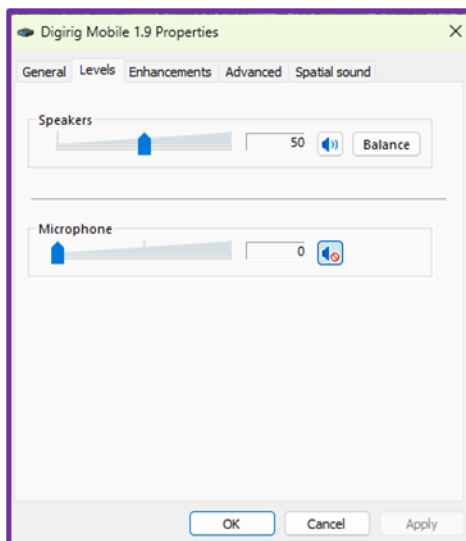 Digirig Mobile 1.9 Properties
General Levels Enhancements Advanced Spatial sound
Speakers
50 Balance
Microphone
0
OK Cancel Apply